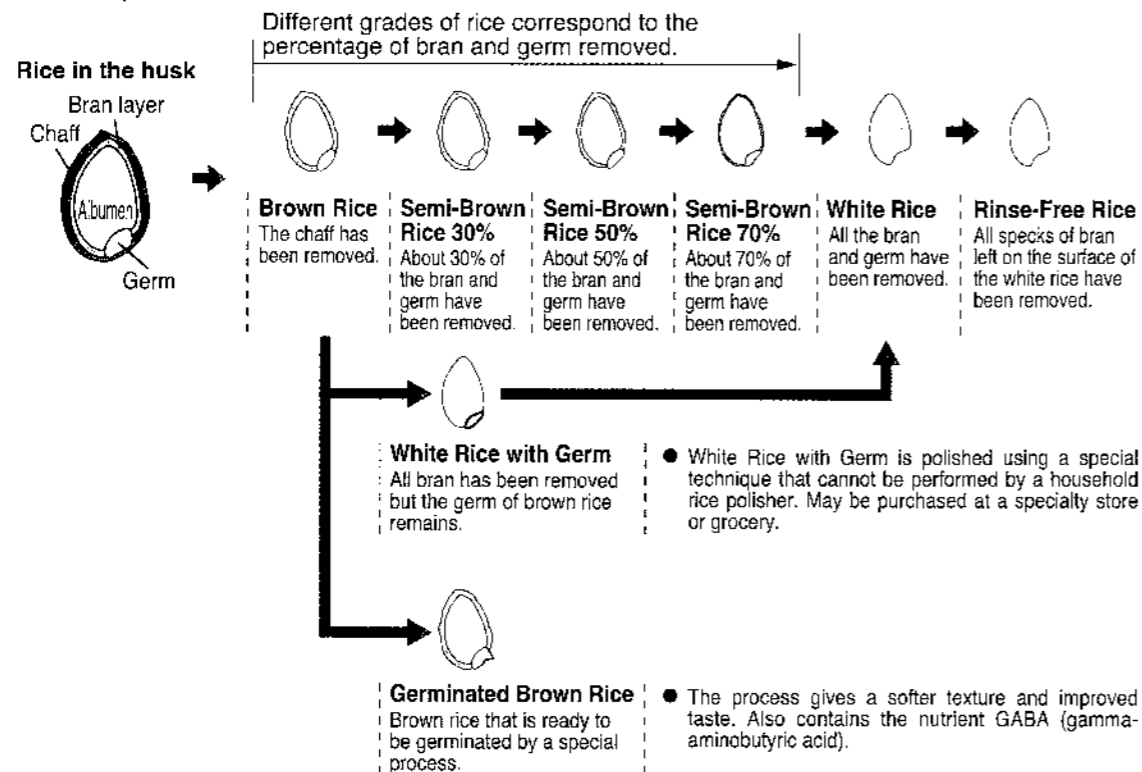 Different grades of rice correspond to the
percentage of bran and germ removed.
Rice in the husk
Bran layer
Chaff
Albumen
Germ
Brown Rice
The chaff has
been removed.
Semi-Brown
Rice 30%
About 30% of
the bran and
germ have
been removed.
Semi-Brown
Rice 50%
About 50% of
the bran and
germ have
been removed.
Semi-Brown
Rice 70%
About 70% of
the bran and
germ have
been removed.
White Rice
All the bran
and germ have
been removed.
Rinse-Free Rice
All specks of bran
left on the surface of
the white rice have
been removed.
White Rice with Germ
All bran has been removed
but the germ of brown rice
remains.
● White Rice with Germ is polished using a special
technique that cannot be performed by a household
rice polisher. May be purchased at a specialty store
or grocery.
Germinated Brown Rice
Brown rice that is ready to
be germinated by a special
process.
● The process gives a softer texture and improved
taste. Also contains the nutrient GABA (gamma-
aminobutyric acid).